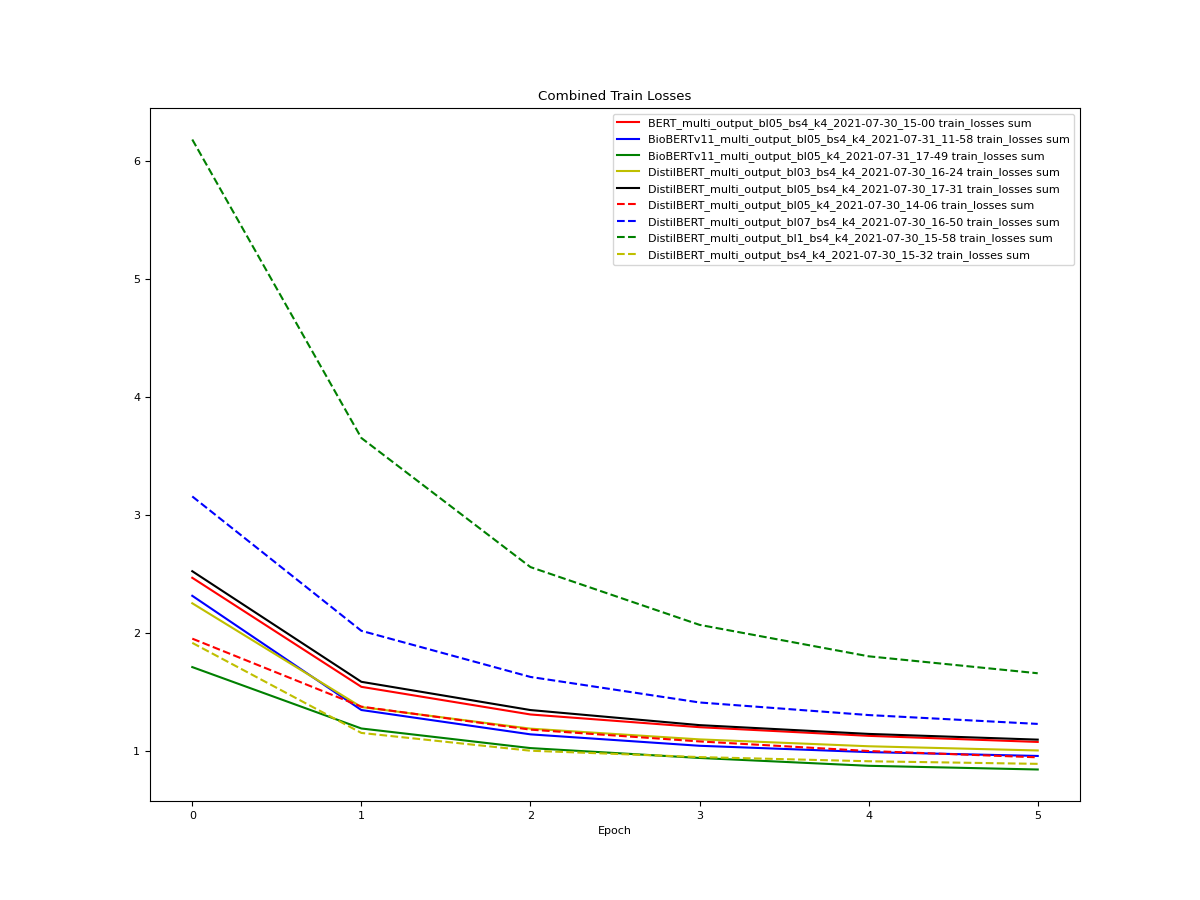 Combined Train Losses
BERT_multi_output_bl05_bs4_k4_2021-07-30_15-00 train_losses sum
BioBERTv11_multi_output_bl05_bs4_k4_2021-07-31_11-58 train_losses sum
BioBERTv11_multi_output_bl05_k4_2021-07-31_17-49 train_losses sum
DistilBERT_multi_output_bl03_bs4_k4_2021-07-30_16-24 train_losses sum
DistilBERT_multi_output_bl05_bs4_k4_2021-07-30_17-31 train_losses sum
DistilBERT_multi_output_bl05_k4_2021-07-30_14-06 train_losses sum
DistilBERT_multi_output_bl07_bs4_k4_2021-07-30_16-50 train_losses sum
DistilBERT_multi_output_bl1_bs4_k4_2021-07-30_15-58 train_losses sum
DistilBERT_multi_output_bs4_k4_2021-07-30_15-32 train_losses sum
6
5
4
3
2
1
0 1 2 3 4 5
Epoch